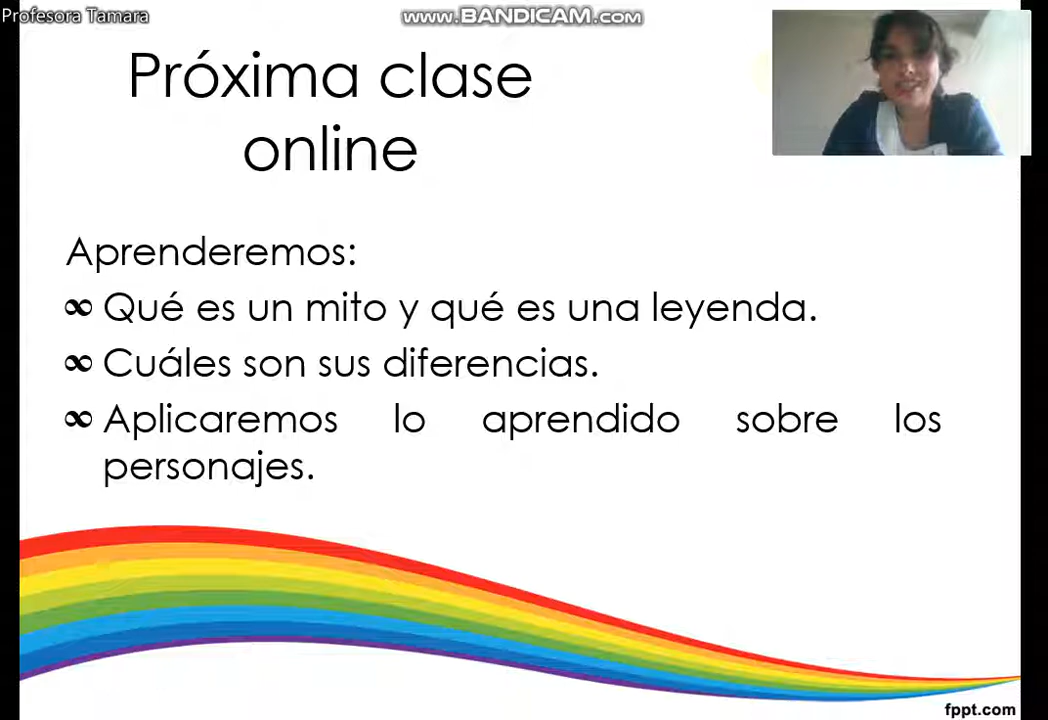 Profesora Tamara
www.BANDICAM.com
Próxima clase
online
Aprenderemos:
∞ Qué es un mito y qué es una leyenda.
∞ Cuáles son sus diferencias.
∞ Aplicaremos lo aprendido sobre los
personajes.
fppt.com